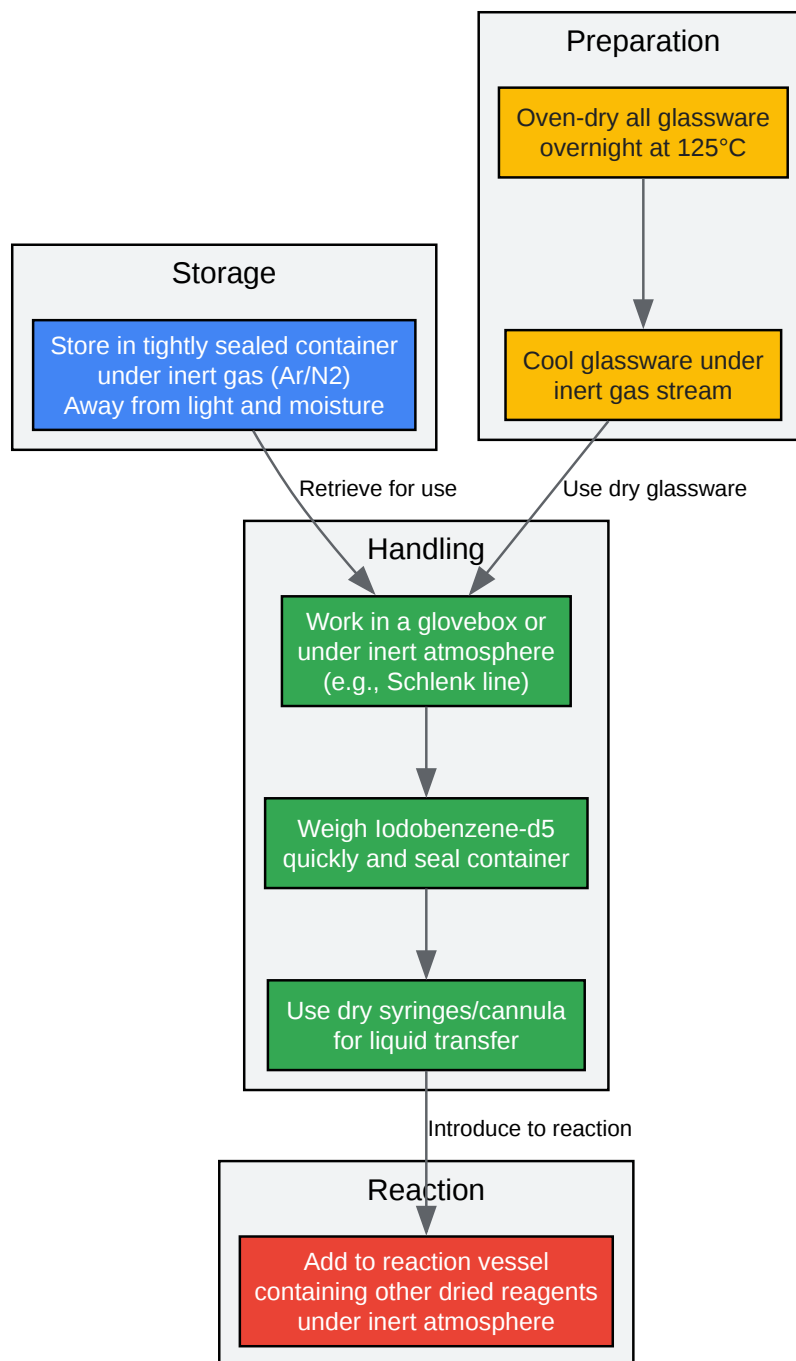 Preparation
Oven-dry all glassware
overnight at 125°C
Storage
Store in tightly sealed container
under inert gas (Ar/N2)
Away from light and moisture
Cool glassware under
inert gas stream
Retrieve for use
Use dry glassware
Handling
Work in a glovebox or
under inert atmosphere
(e.g., Schlenk line)
Weigh Iodobenzene-d5
quickly and seal container
Use dry syringes/cannula
for liquid transfer
Introduce to reaction
Reaction
Add to reaction vessel
containing other dried reagents
under inert atmosphere